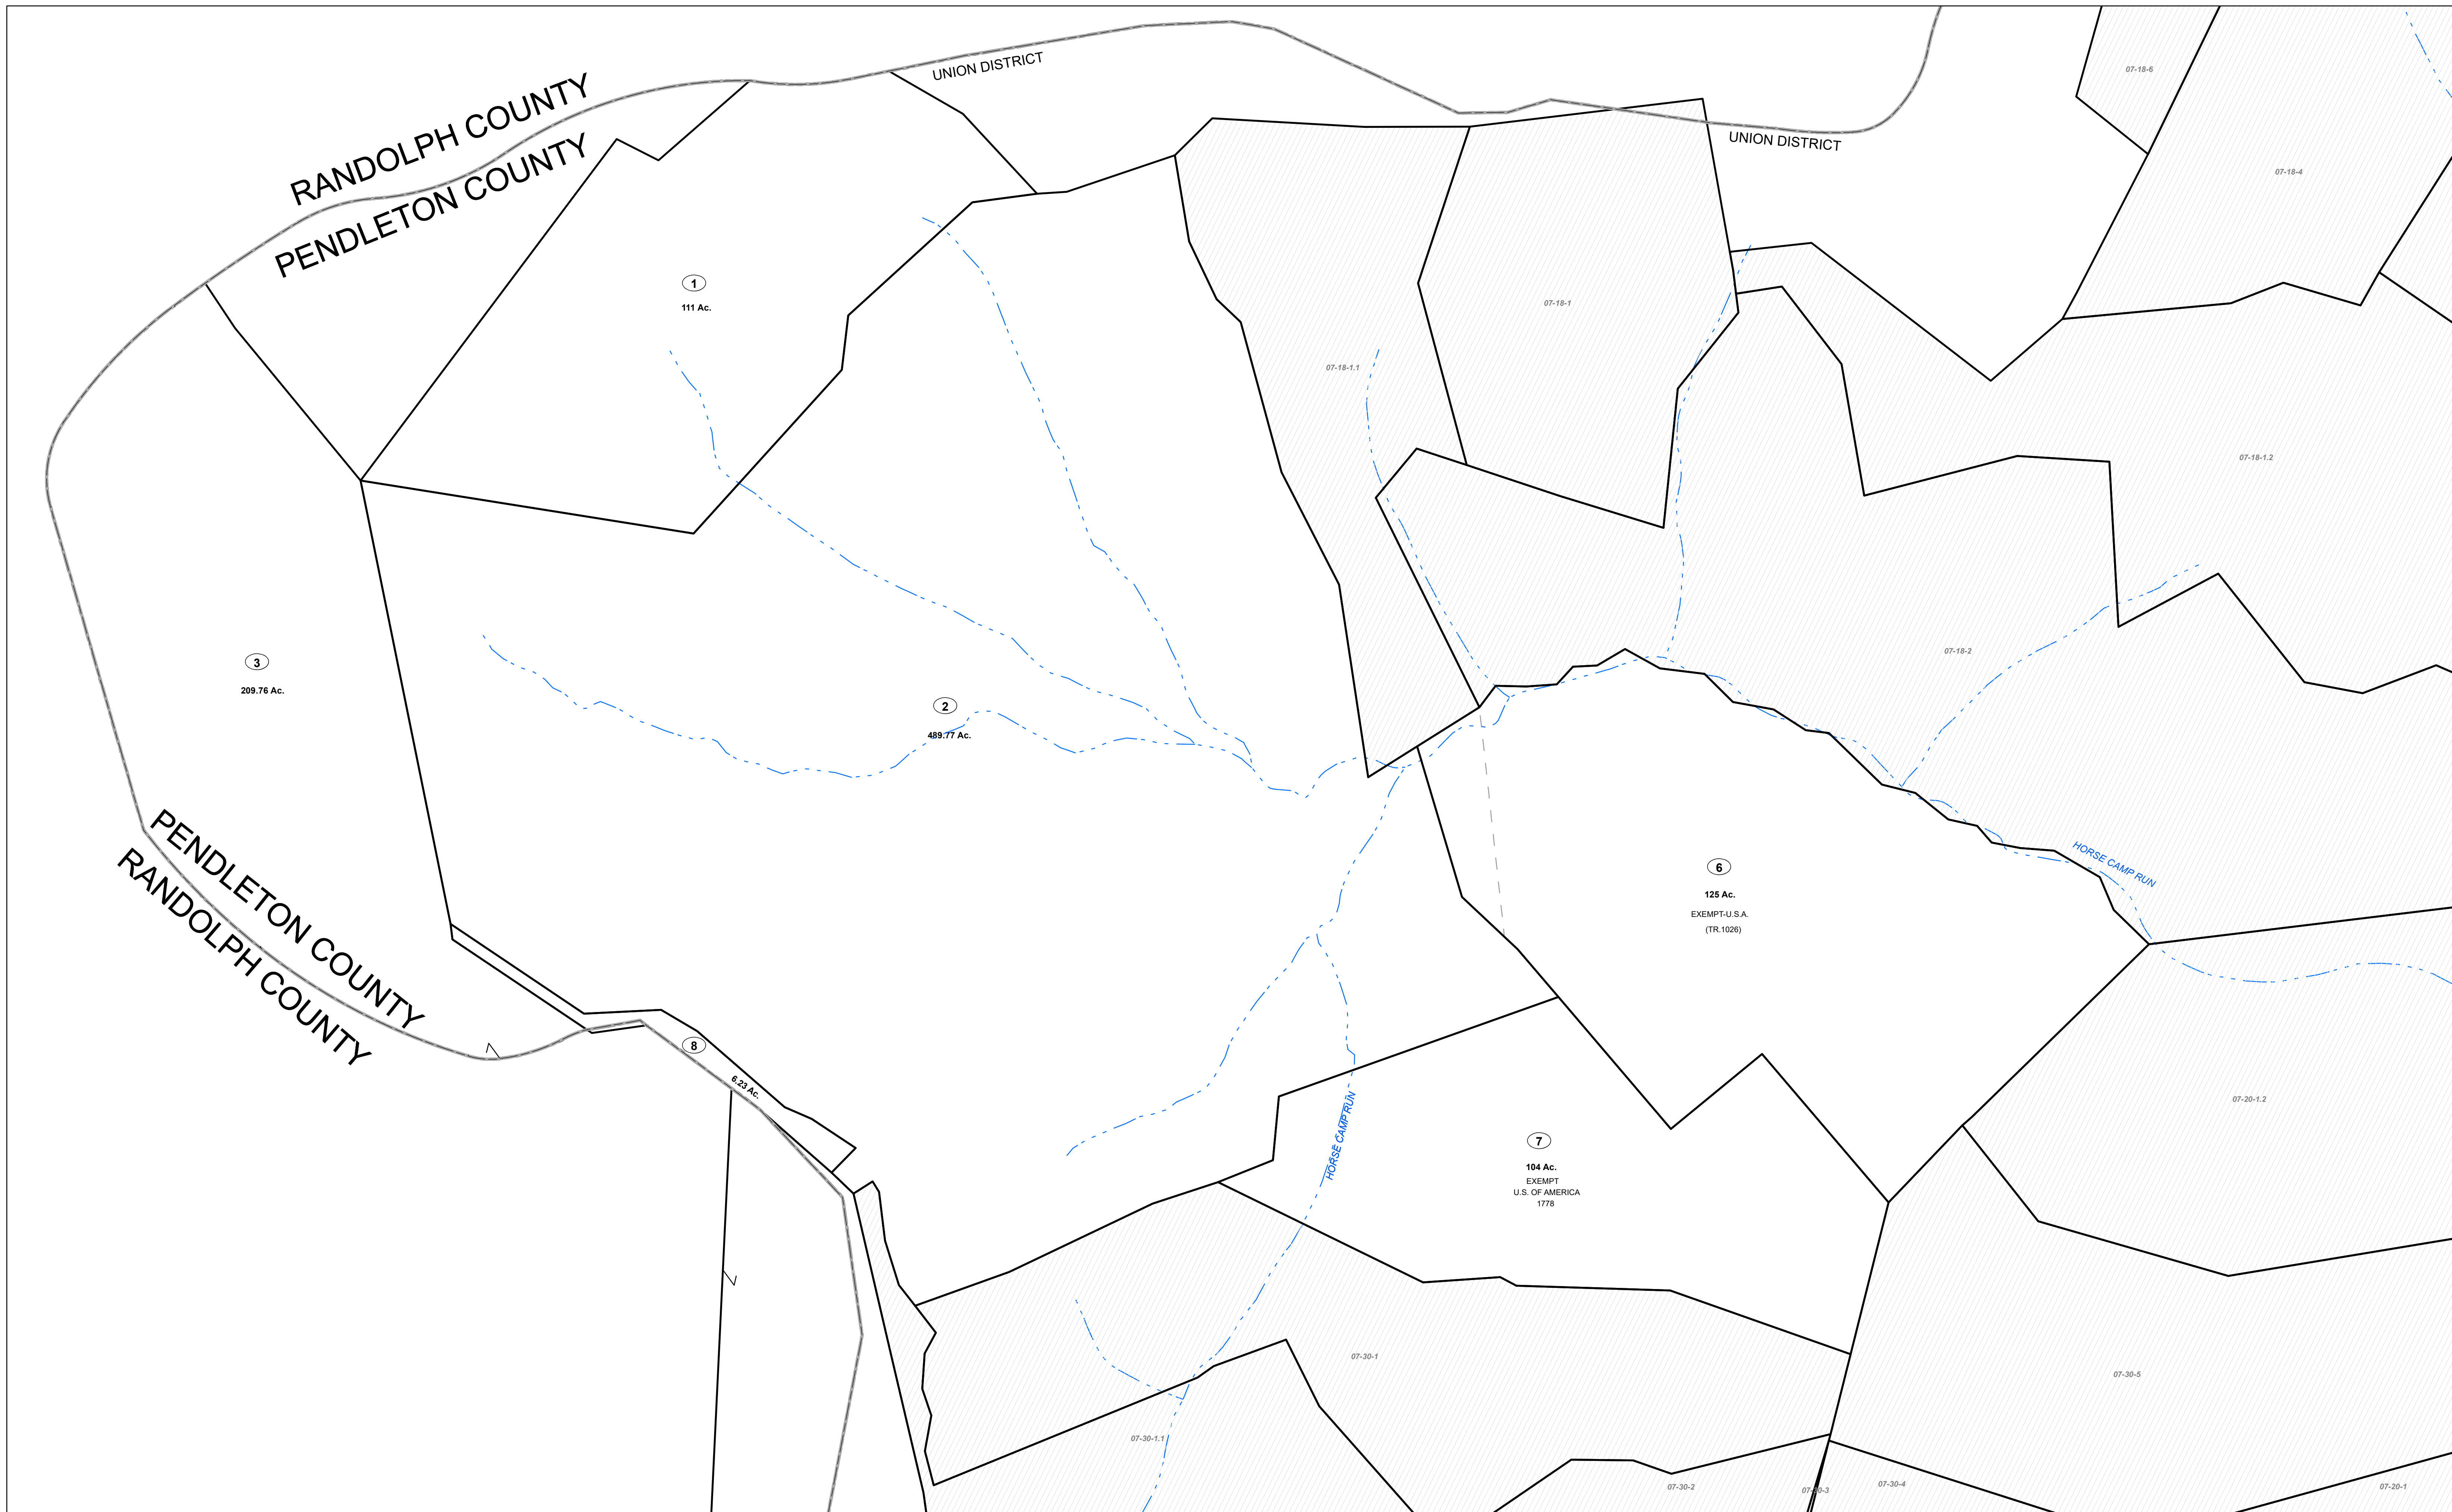 UNION DISTRICT
07-18-6
RANDOLPH COUNTY
PENDLETON COUNTY
UNION DISTRICT
07-18-4
1
111 Ac.
07-18-1
07-18-1.1
07-18-1.2
3
209.76 Ac.
07-18-2
2
489.77 Ac.
PENDLETON COUNTY
RANDOLPH COUNTY
6
125 Ac.
EXEMPT-U.S.A.
(TR.1026)
HORSE CAMP RUN
8
6.23 Ac.
HORSE CAMP RUN
07-20-1.2
7
104 Ac.
EXEMPT
U.S. OF AMERICA
1778
07-30-1
07-30-5
07-30-1.1
07-30-2
07-30-3
07-30-4
07-20-1